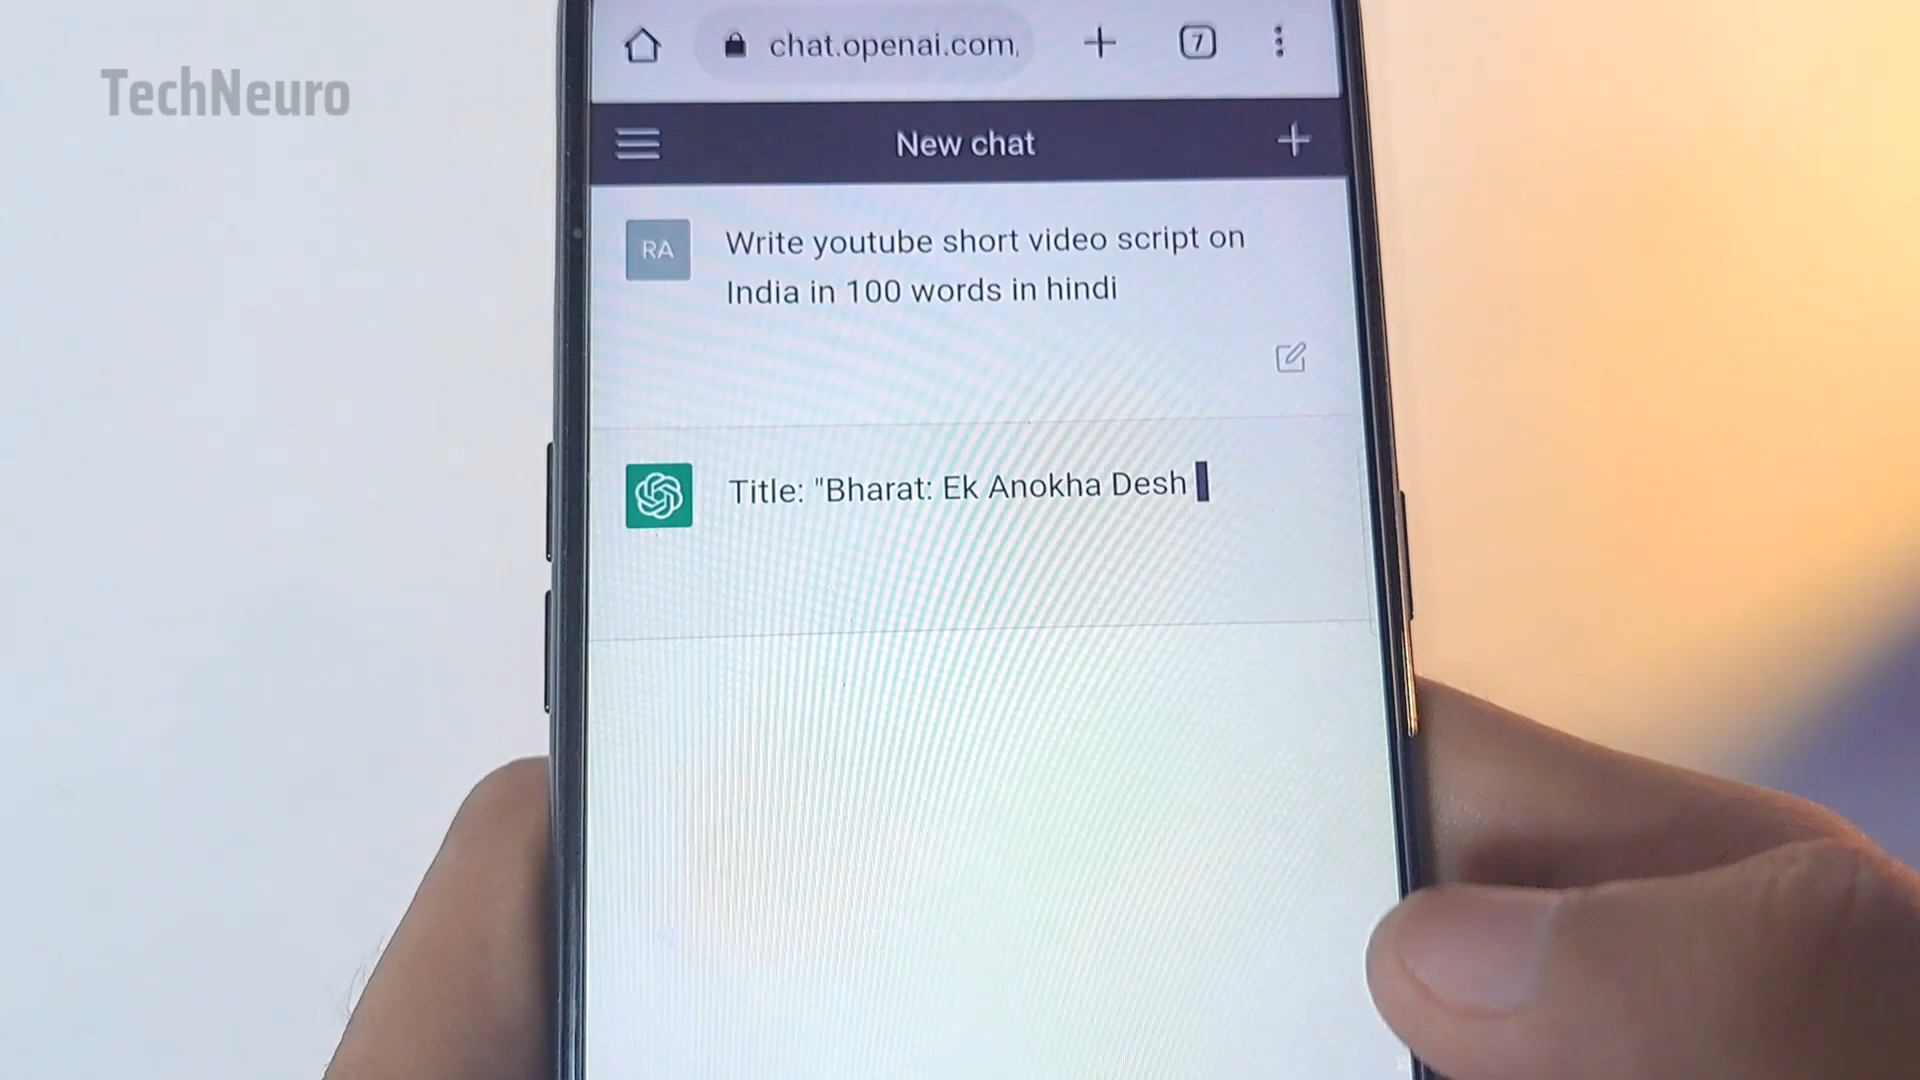 TechNeuro
chat.openai.com,
7
New chat
RA
Write youtube short video script on
India in 100 words in hindi
Title: "Bharat: Ek Anokha Desh